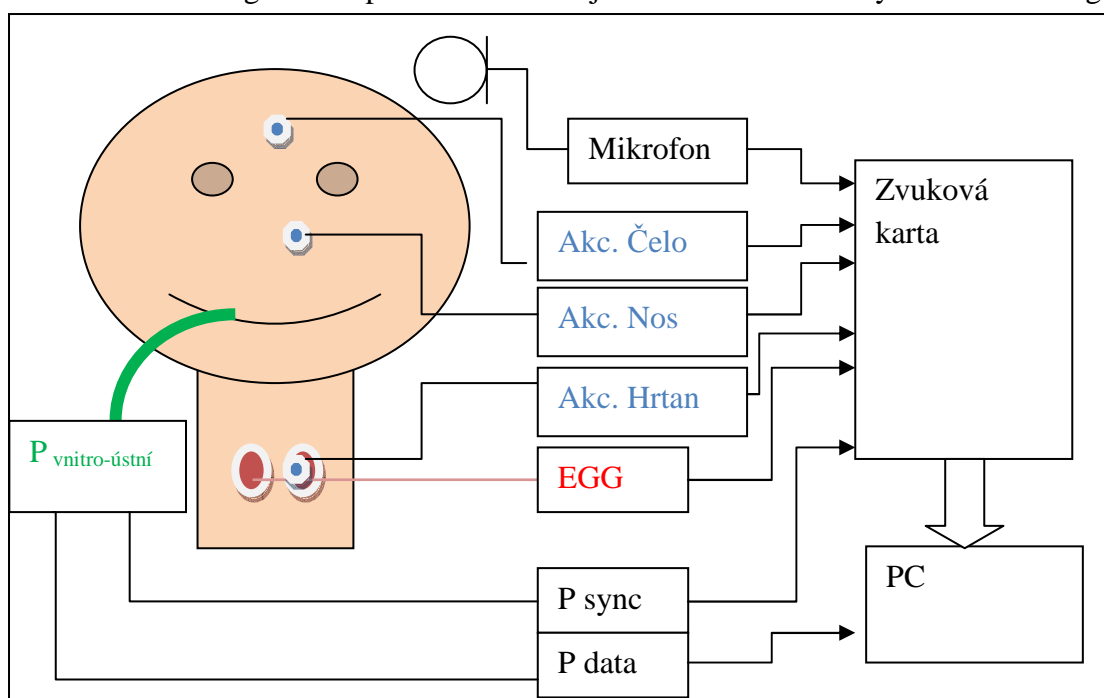 Mikrofon
Zvuková
karta
Akc. Čelo
Akc. Nos
Akc. Hrtan
P vnitro-ústní
EGG
PC
P sync
P data